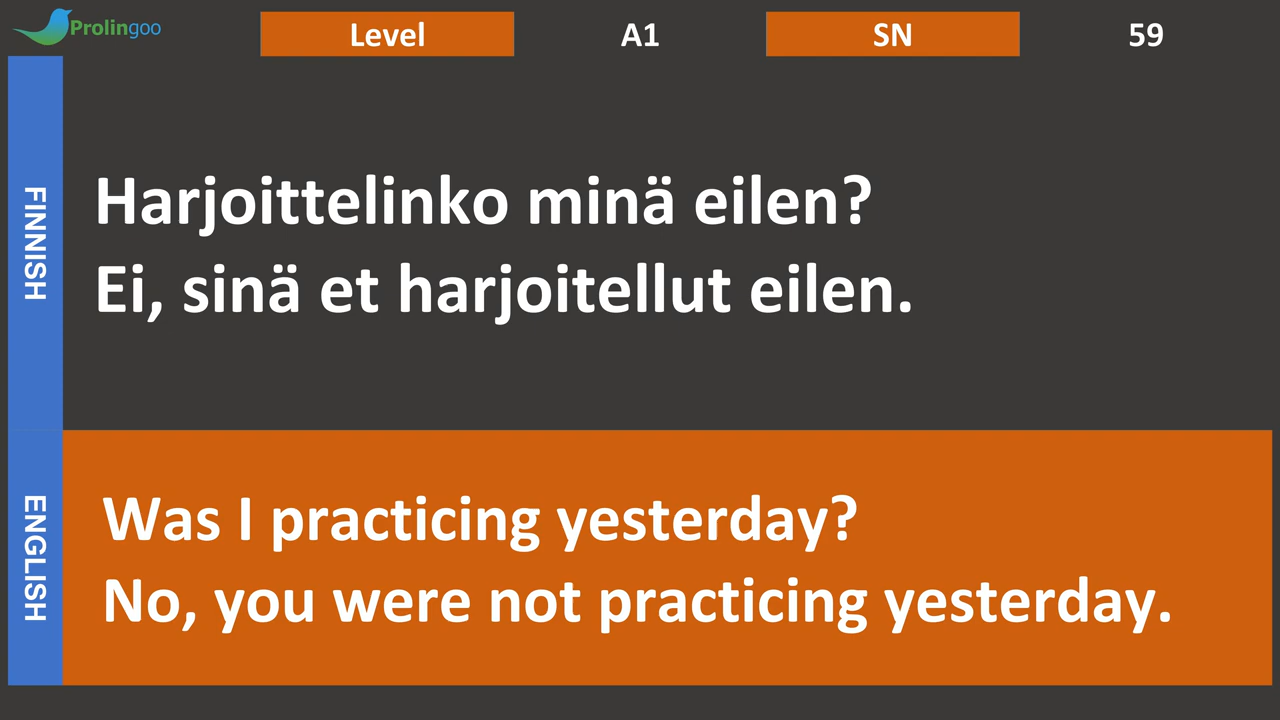 Prolingoo
Level
A1
SN
59
FINNISH
Harjoittelinko minä eilen?
Ei, sinä et harjoitellut eilen.
ENGLISH
Was I practicing yesterday?
No, you were not practicing yesterday.